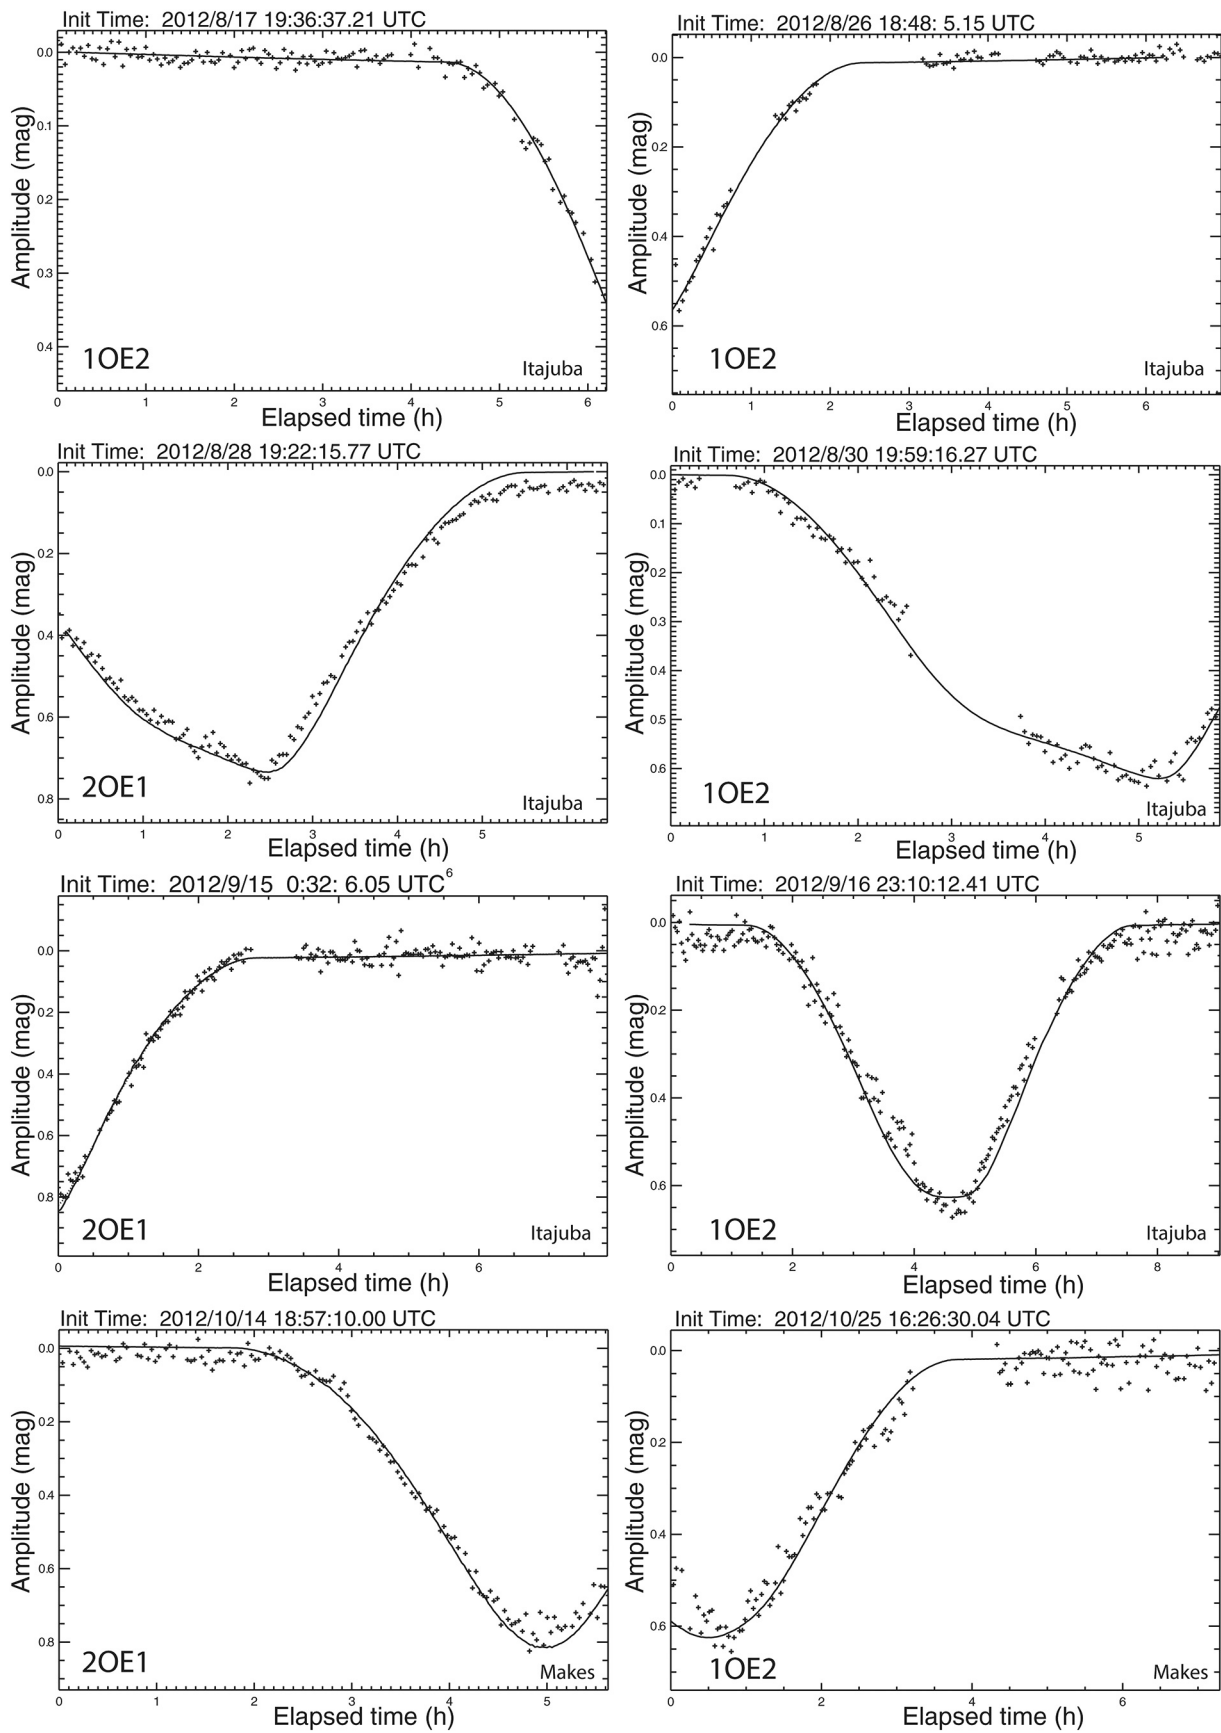 Init Time: 2012/8/17 19:36:37.21 UTC
0.0
0.1
0.2
0.3
0.4
Amplitude (mag)
1OE2
Itajuba
0 1 2 3 4 5 6
Elapsed time (h)
Init Time: 2012/8/26 18:48: 5.15 UTC
0.0
0.2
0.4
0.6
Amplitude (mag)
1OE2
Itajuba
0 1 2 3 4 5 6
Elapsed time (h)
Init Time: 2012/8/28 19:22:15.77 UTC
0.0
0.2
0.4
0.6
0.8
Amplitude (mag)
2OE1
Itajuba
0 1 2 3 4 5
Elapsed time (h)
Init Time: 2012/8/30 19:59:16.27 UTC
0.0
0.1
0.2
0.3
0.4
0.5
0.6
Amplitude (mag)
1OE2
Itajuba
0 1 2 3 4 5
Elapsed time (h)
Init Time: 2012/9/15 0:32: 6.05 UTC6
0.0
0.2
0.4
0.6
0.8
Amplitude (mag)
2OE1
Itajuba
0 2 4 6
Elapsed time (h)
Init Time: 2012/9/16 23:10:12.41 UTC
0.0
0.2
0.4
0.6
Amplitude (mag)
1OE2
Itajuba
0 2 4 6 8
Elapsed time (h)
Init Time: 2012/10/14 18:57:10.00 UTC
0.0
0.2
0.4
0.6
0.8
Amplitude (mag)
2OE1
Makes
0 1 2 3 4 5
Elapsed time (h)
Init Time: 2012/10/25 16:26:30.04 UTC
0.0
0.2
0.4
0.6
Amplitude (mag)
1OE2
Makes
0 2 4 6
Elapsed time (h)